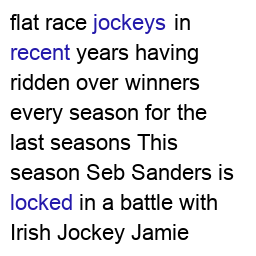 flat race jockeys in
recent years having
ridden over winners
every season for the
last seasons This
season Seb Sanders is
locked in a battle with
Irish Jockey Jamie